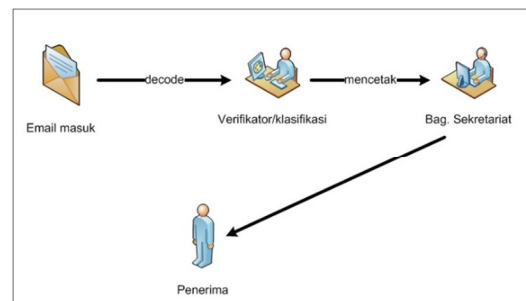 decode
mencetak
Email masuk
Verifikator/klasifikasi
Bag. Sekretariat
Penerima